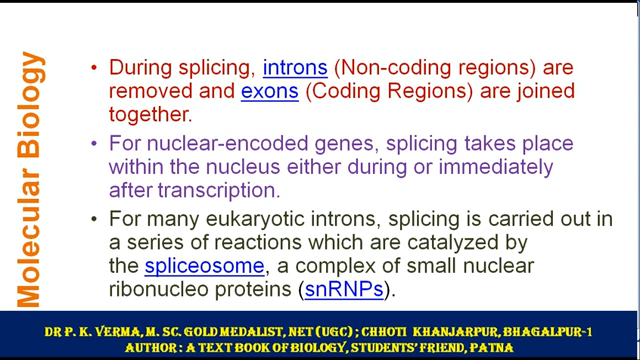 Molecular Biology
• During splicing, introns (Non-coding regions) are
removed and exons (Coding Regions) are joined
together.
• For nuclear-encoded genes, splicing takes place
within the nucleus either during or immediately
after transcription.
• For many eukaryotic introns, splicing is carried out in
a series of reactions which are catalyzed by
the spliceosome, a complex of small nuclear
ribonucleo proteins (snRNPs).
DR P. K. VERMA, M. SC. GOLD MEDALIST, NET (UGC) ; CHHOTI KHANJARPUR, BHAGALPUR-1
AUTHOR : A TEXT BOOK OF BIOLOGY, STUDENTS' FRIEND, PATNA